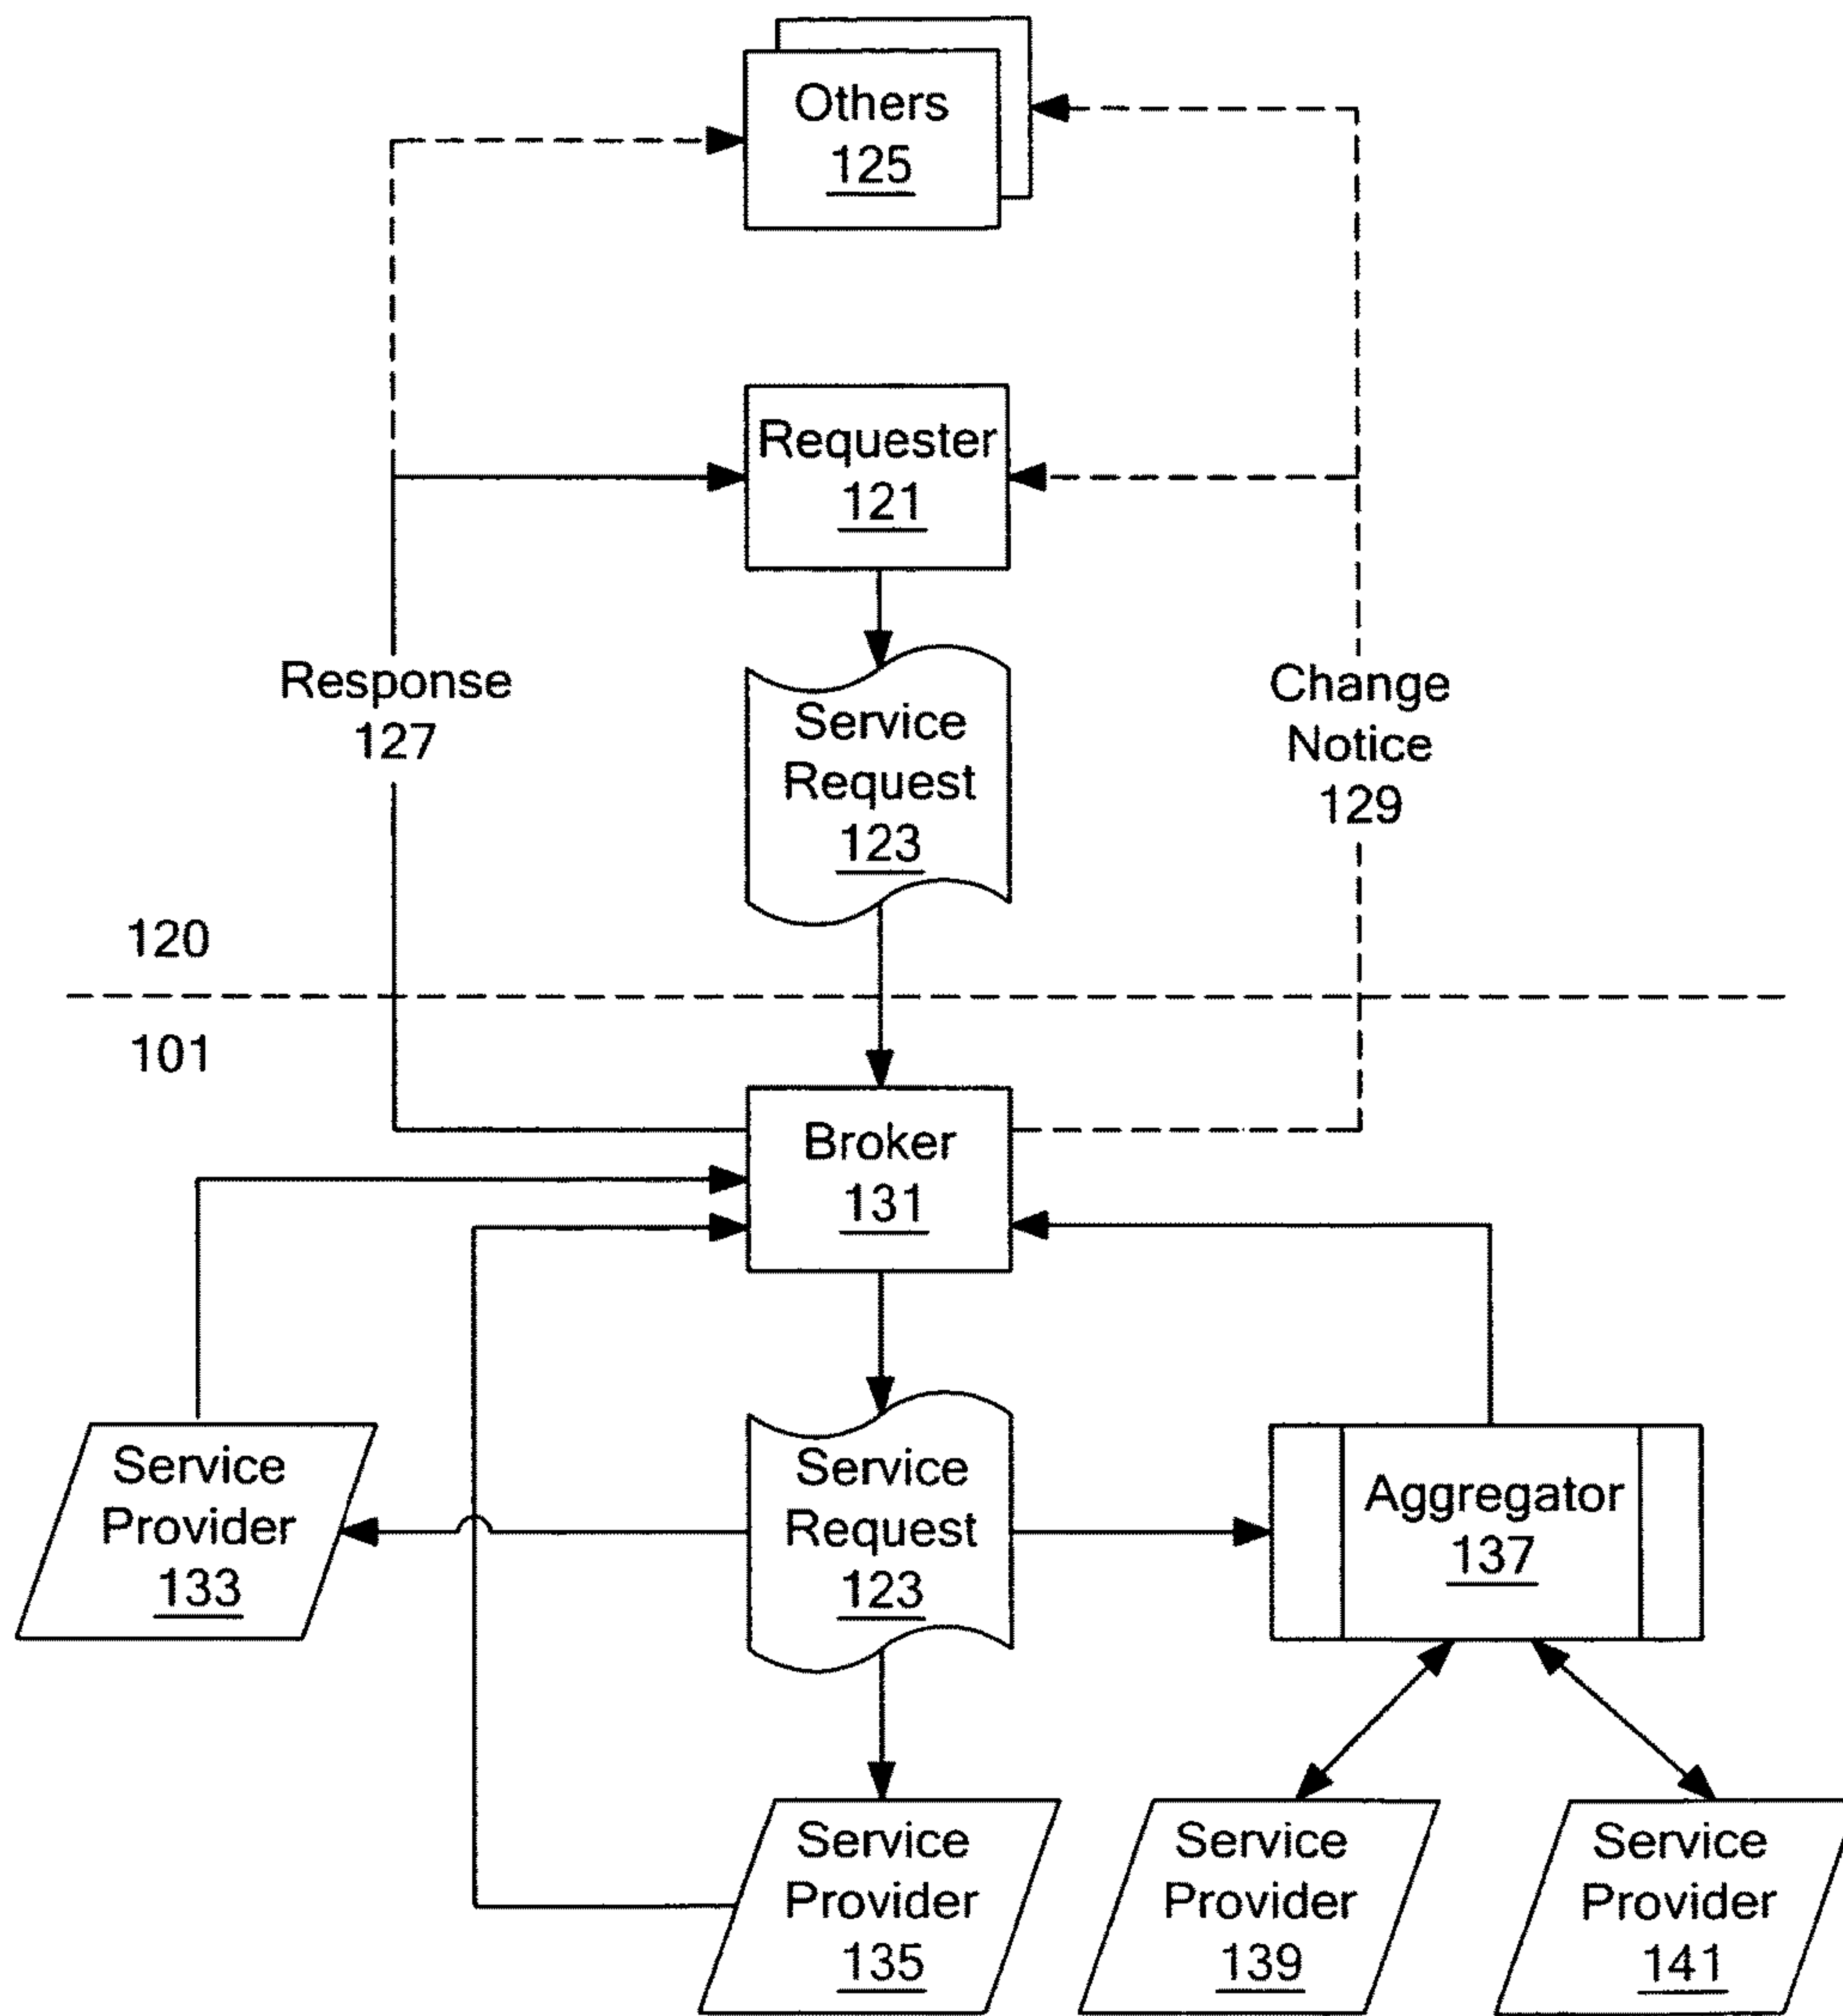 Others
125
Requester
121
Response
127
Service
Request
123
Change
Notice
129
120
101
Broker
131
Service
Provider
133
Service
Request
123
Aggregator
137
Service
Provider
135
Service
Provider
139
Service
Provider
141